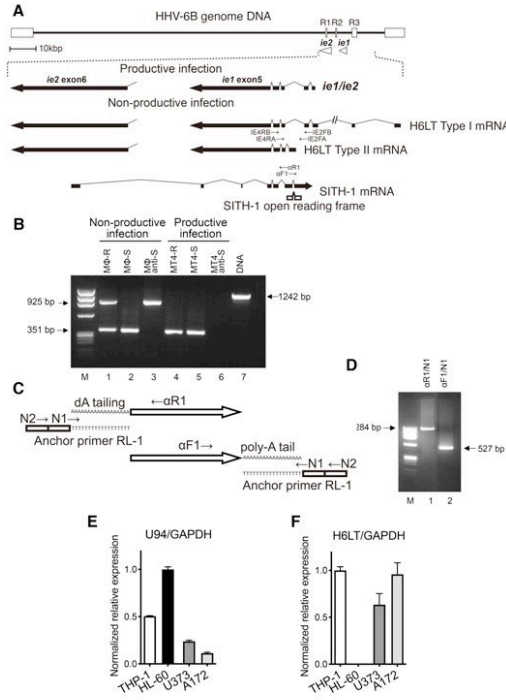 A
HHV-6B genome DNA
R1 R2 R3
10kbp
ie2 ie1
Productive infection
ie2 exon6
ie1 exon5
ie1/ie2
Non-productive infection
H6LT Type I mRNA
IE4RB→ ←IE2FB
IE4RA→ ←IE2FA
H6LT Type II mRNA
←αR1
αF1→
SITH-1 mRNA
SITH-1 open reading frame
B
Non-productive infection
Productive infection
MΦ-R
MΦ-S
MΦ anti-S
MT4-R
MT4-S
MT4 anti-S
DNA
925 bp
1242 bp
351 bp
M 1 2 3 4 5 6 7
C
dA tailing
←αR1
N2→ N1→
Anchor primer RL-1
αF1→
poly-A tail
←N1 ←N2
Anchor primer RL-1
D
αR1/N1
αF1/N1
284 bp
527 bp
M 1 2
E
U94/GAPDH
Normalized relative expression
1.0
0.5
0.0
THP-1
HL-60
U373
A172
F
H6LT/GAPDH
Normalized relative expression
1.0
0.5
0.0
THP-1
HL-60
U373
A172